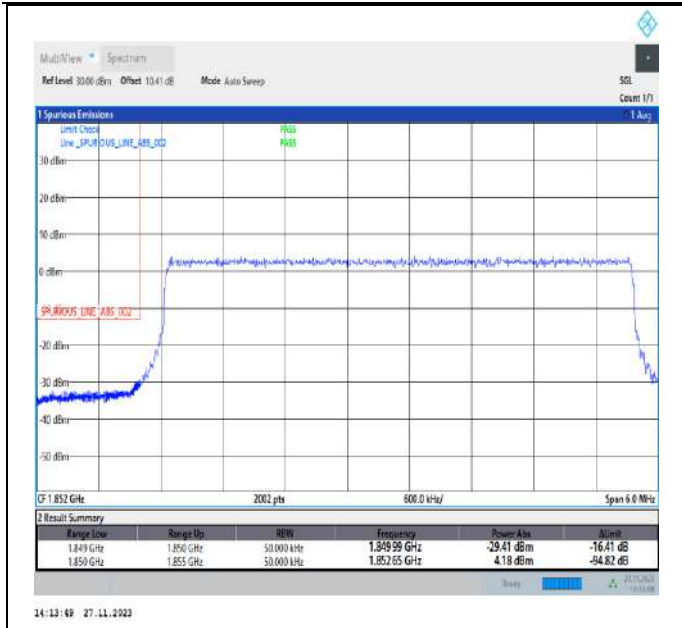 MultiView Spectrum
Ref Level 30.00 dBm Offset 10.41 dB Mode Auto Sweep SGL
Count 1/1
1 Spurious Emissions 1 Avg
Limit Check PASS
Line _SPURIOUS_LINE_ABS_002 PASS
30 dBm
20 dBm
10 dBm
0 dBm
SPURIOUS_LINE_ABS_002
-20 dBm
-30 dBm
-40 dBm
-50 dBm
CF 1.852 GHz 2002 pts 600.0 kHz/ Span 6.0 MHz
2 Result Summary
Range Low Range Up RBW Frequency Power Abs ΔLimit
1.849 GHz 1.850 GHz 50.000 kHz 1.84999 GHz -29.41 dBm -16.41 dB
1.850 GHz 1.855 GHz 50.000 kHz 1.85265 GHz 4.18 dBm -94.82 dB
Ready 27.11.2023
14:13:49 27.11.2023